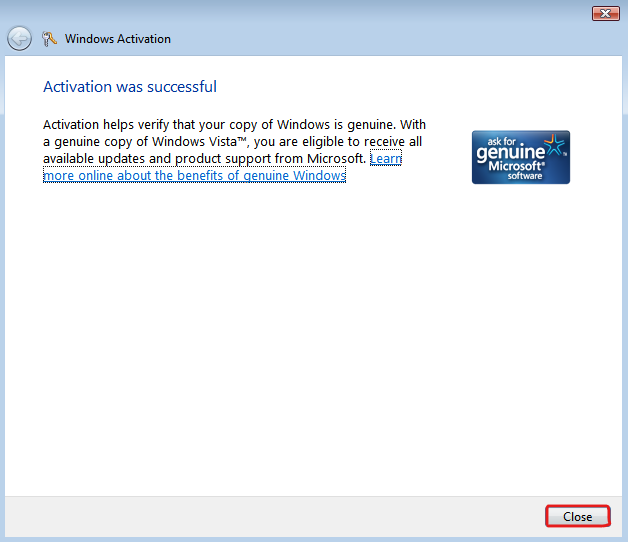 Windows Activation
Activation was successful
Activation helps verify that your copy of Windows is genuine. With
a genuine copy of Windows Vista™, you are eligible to receive all
available updates and product support from Microsoft. Learn
more online about the benefits of genuine Windows
ask for
genuine™
Microsoft®
software
Close